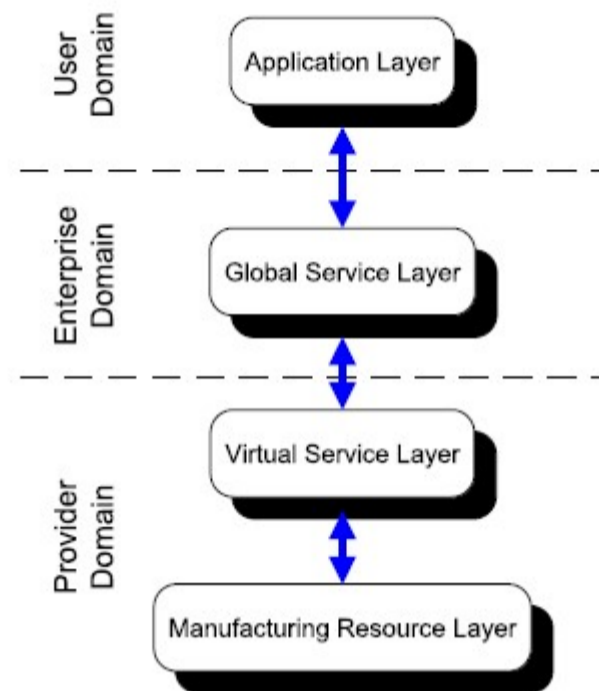 User
Domain
Application Layer
Enterprise
Domain
Global Service Layer
Provider
Domain
Virtual Service Layer
Manufacturing Resource Layer